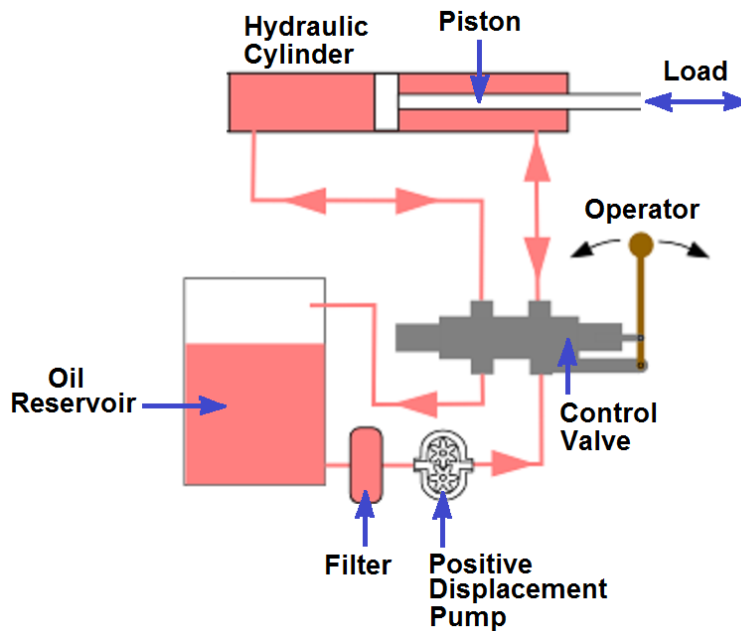 Hydraulic
Cylinder
Piston
Load
Operator
Oil
Reservoir
Control
Valve
Filter
Positive
Displacement
Pump